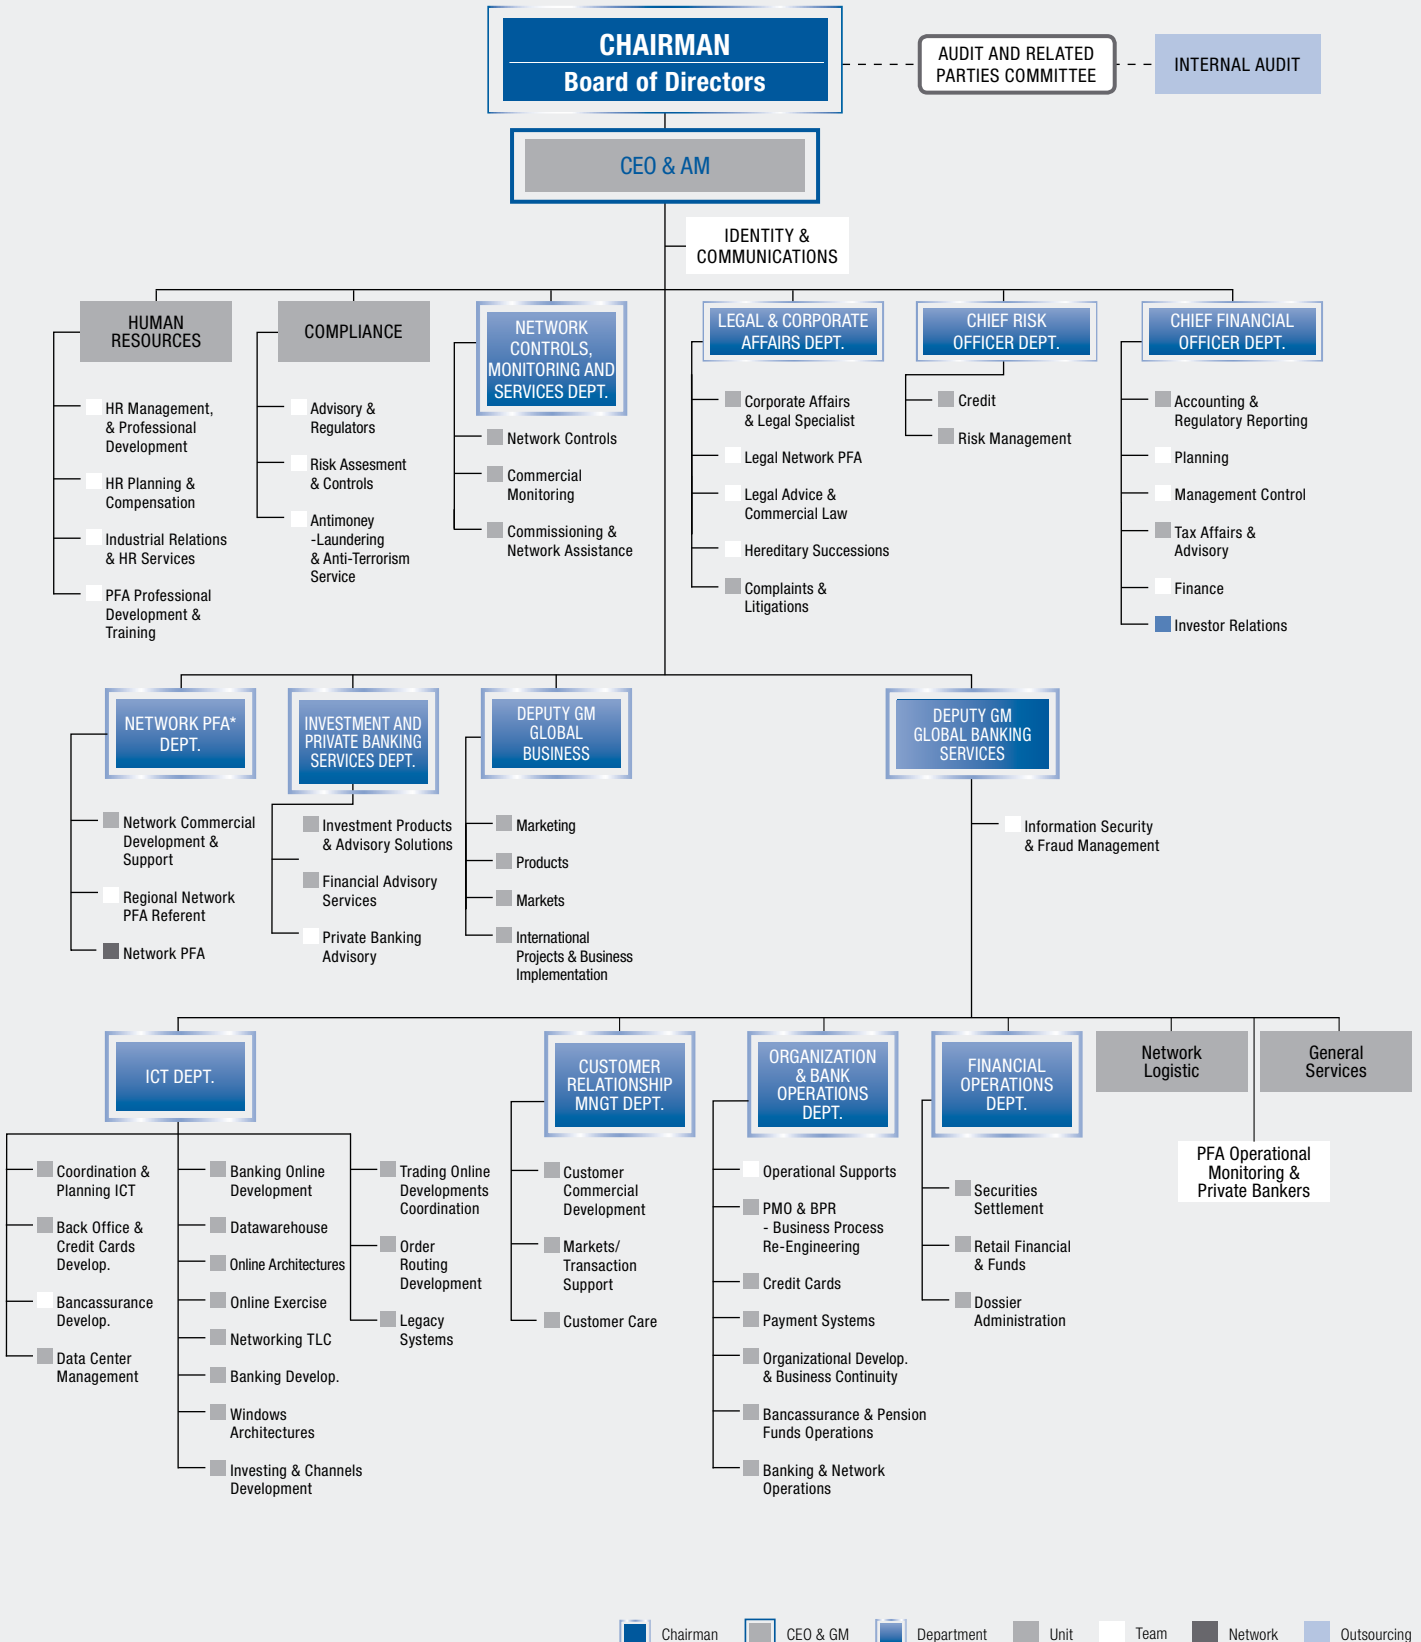 CHAIRMAN
Board of Directors
AUDIT AND RELATED
PARTIES COMMITTEE
INTERNAL AUDIT
CEO & AM
IDENTITY &
COMMUNICATIONS
HUMAN
RESOURCES
HR Management,
& Professional
Development
HR Planning &
Compensation
Industrial Relations
& HR Services
PFA Professional
Development &
Training
COMPLIANCE
Advisory &
Regulators
Risk Assesment
& Controls
Antimoney
-Laundering
& Anti-Terrorism
Service
NETWORK
CONTROLS,
MONITORING AND
SERVICES DEPT.
Network Controls
Commercial
Monitoring
Commissioning &
Network Assistance
LEGAL & CORPORATE
AFFAIRS DEPT.
Corporate Affairs
& Legal Specialist
Legal Network PFA
Legal Advice &
Commercial Law
Hereditary Successions
Complaints &
Litigations
CHIEF RISK
OFFICER DEPT.
Credit
Risk Management
CHIEF FINANCIAL
OFFICER DEPT.
Accounting &
Regulatory Reporting
Planning
Management Control
Tax Affairs &
Advisory
Finance
Investor Relations
NETWORK PFA*
DEPT.
Network Commercial
Development &
Support
Regional Network
PFA Referent
Network PFA
INVESTMENT AND
PRIVATE BANKING
SERVICES DEPT.
Investment Products
& Advisory Solutions
Financial Advisory
Services
Private Banking
Advisory
DEPUTY GM
GLOBAL
BUSINESS
Marketing
Products
Markets
International
Projects & Business
Implementation
DEPUTY GM
GLOBAL BANKING
SERVICES
Information Security
& Fraud Management
ICT DEPT.
Coordination &
Planning ICT
Back Office &
Credit Cards
Develop.
Bancassurance
Develop.
Data Center
Management
Banking Online
Development
Datawarehouse
Online Architectures
Online Exercise
Networking TLC
Banking Develop.
Windows
Architectures
Investing & Channels
Development
Trading Online
Developments
Coordination
Order
Routing
Development
Legacy
Systems
CUSTOMER
RELATIONSHIP
MNGT DEPT.
Customer
Commercial
Development
Markets/
Transaction
Support
Customer Care
ORGANIZATION
& BANK
OPERATIONS
DEPT.
Operational Supports
PMO & BPR
- Business Process
Re-Engineering
Credit Cards
Payment Systems
Organizational Develop.
& Business Continuity
Bancassurance & Pension
Funds Operations
Banking & Network
Operations
FINANCIAL
OPERATIONS
DEPT.
Securities
Settlement
Retail Financial
& Funds
Dossier
Administration
Network
Logistic
PFA Operational
Monitoring &
Private Bankers
General
Services
Chairman
CEO & GM
Department
Unit
Team
Network
Outsourcing